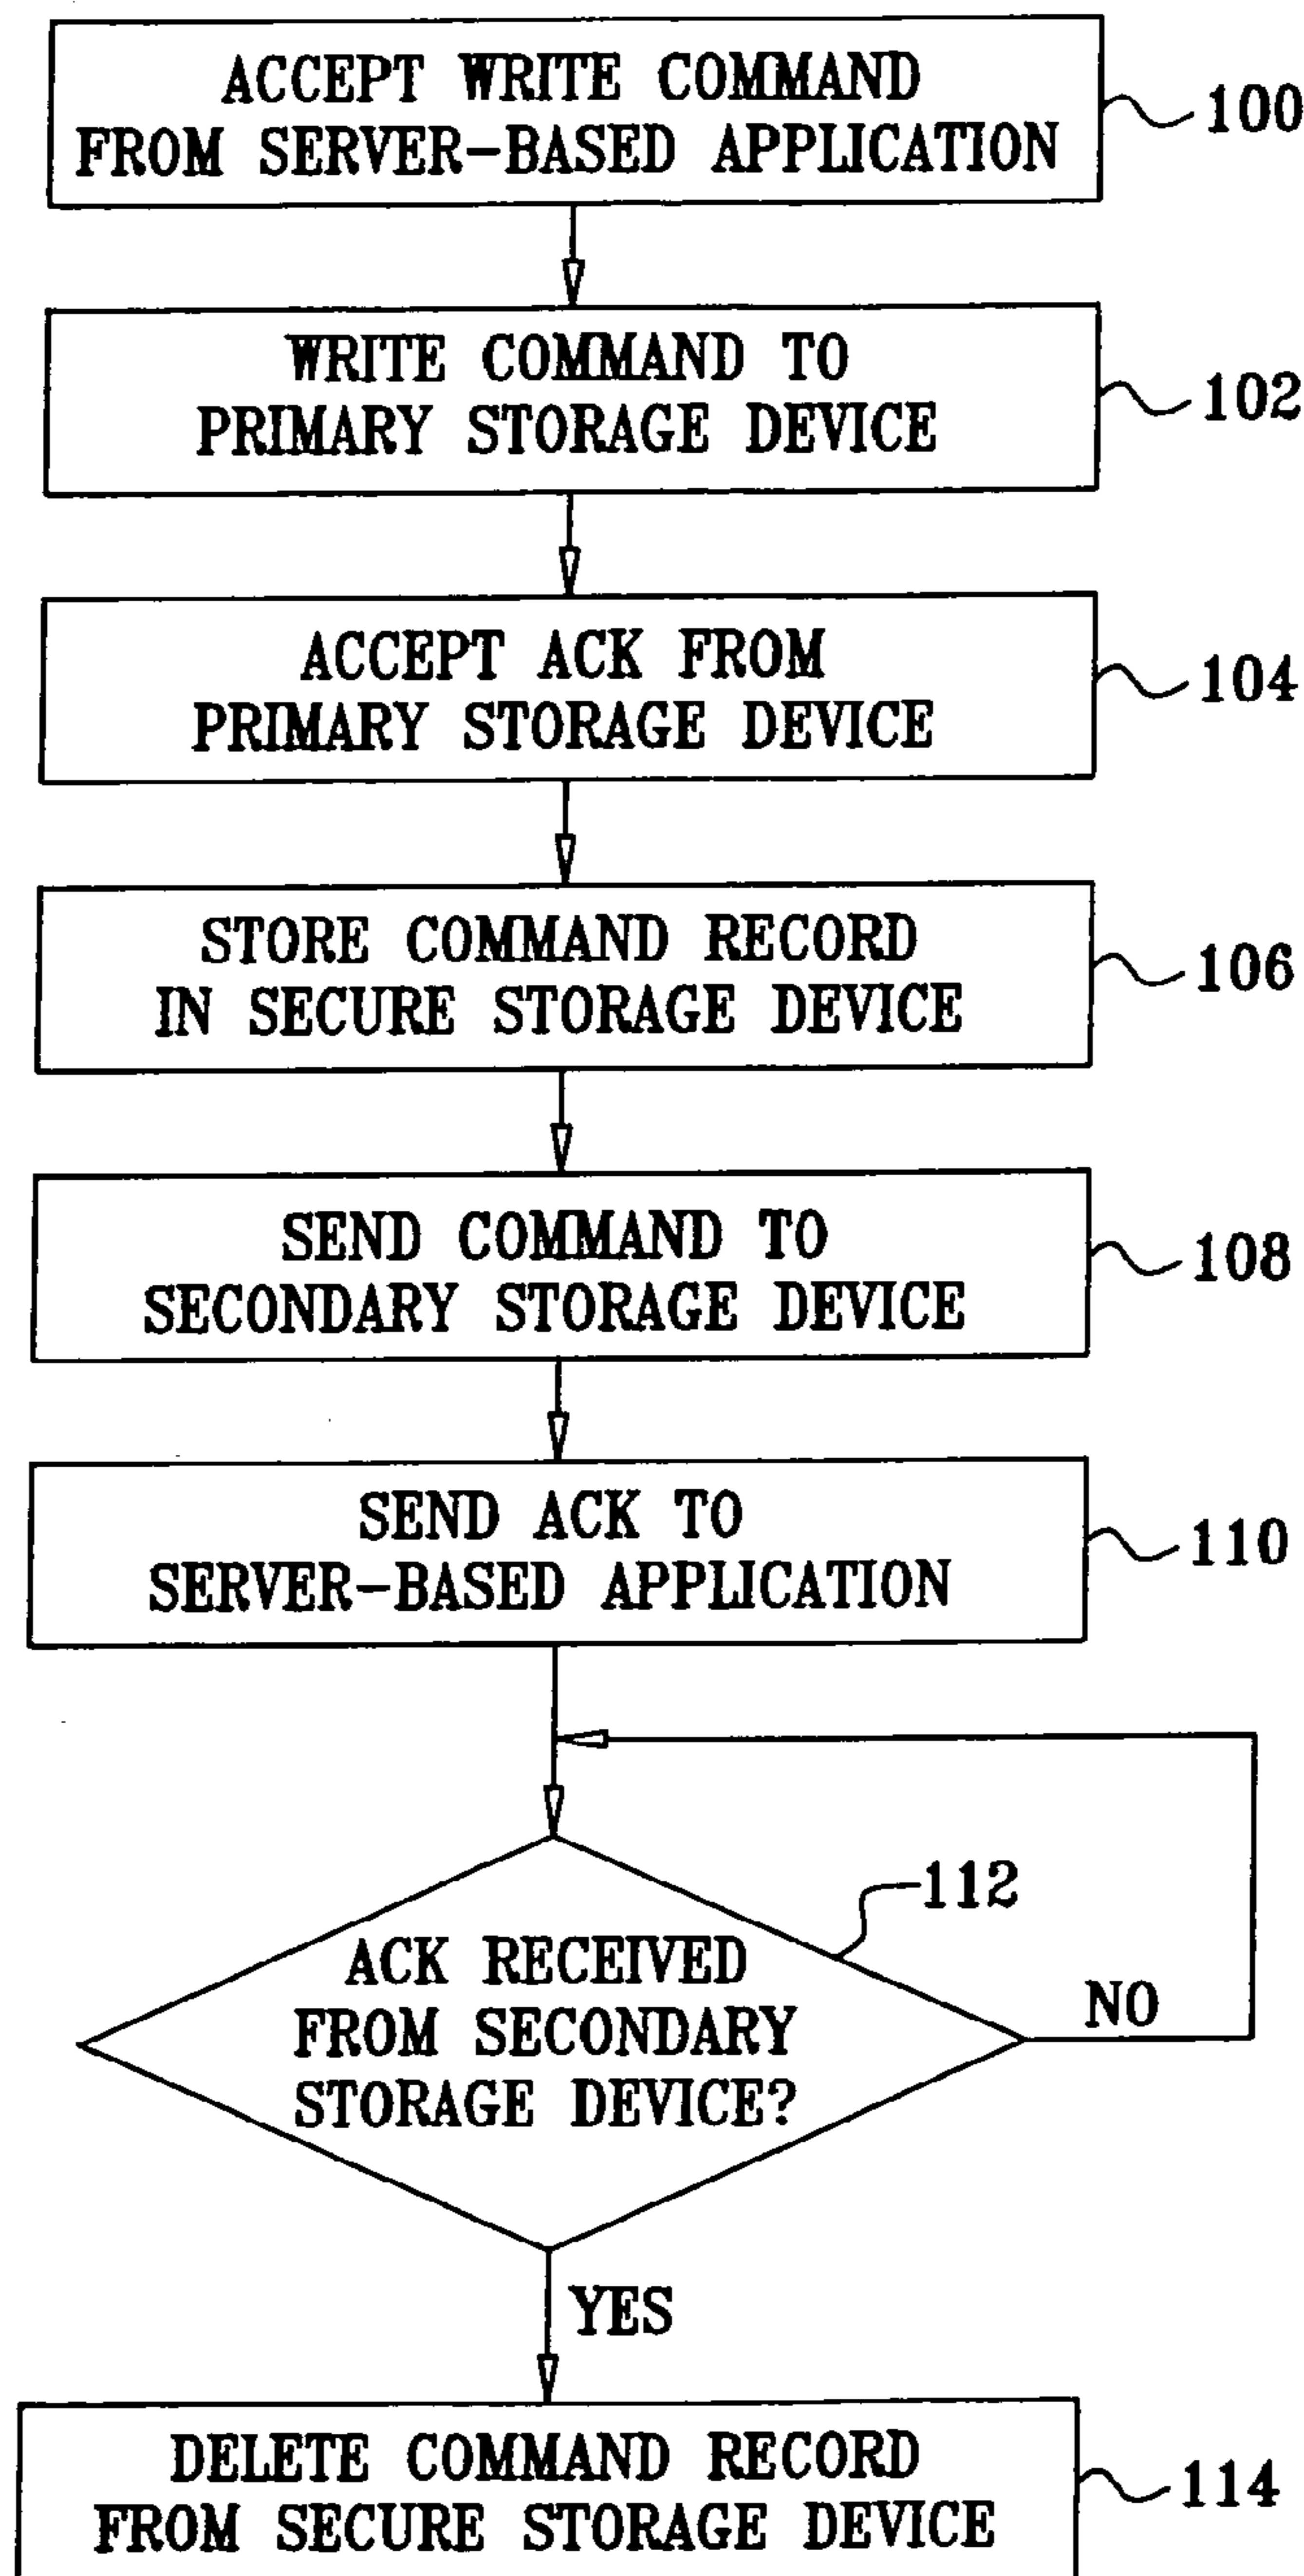 ACCEPT WRITE COMMAND
FROM SERVER-BASED APPLICATION
100
WRITE COMMAND TO
PRIMARY STORAGE DEVICE
102
ACCEPT ACK FROM
PRIMARY STORAGE DEVICE
104
STORE COMMAND RECORD
IN SECURE STORAGE DEVICE
106
SEND COMMAND TO
SECONDARY STORAGE DEVICE
108
SEND ACK TO
SERVER-BASED APPLICATION
110
112
ACK RECEIVED
FROM SECONDARY
STORAGE DEVICE?
NO
YES
DELETE COMMAND RECORD
FROM SECURE STORAGE DEVICE
114